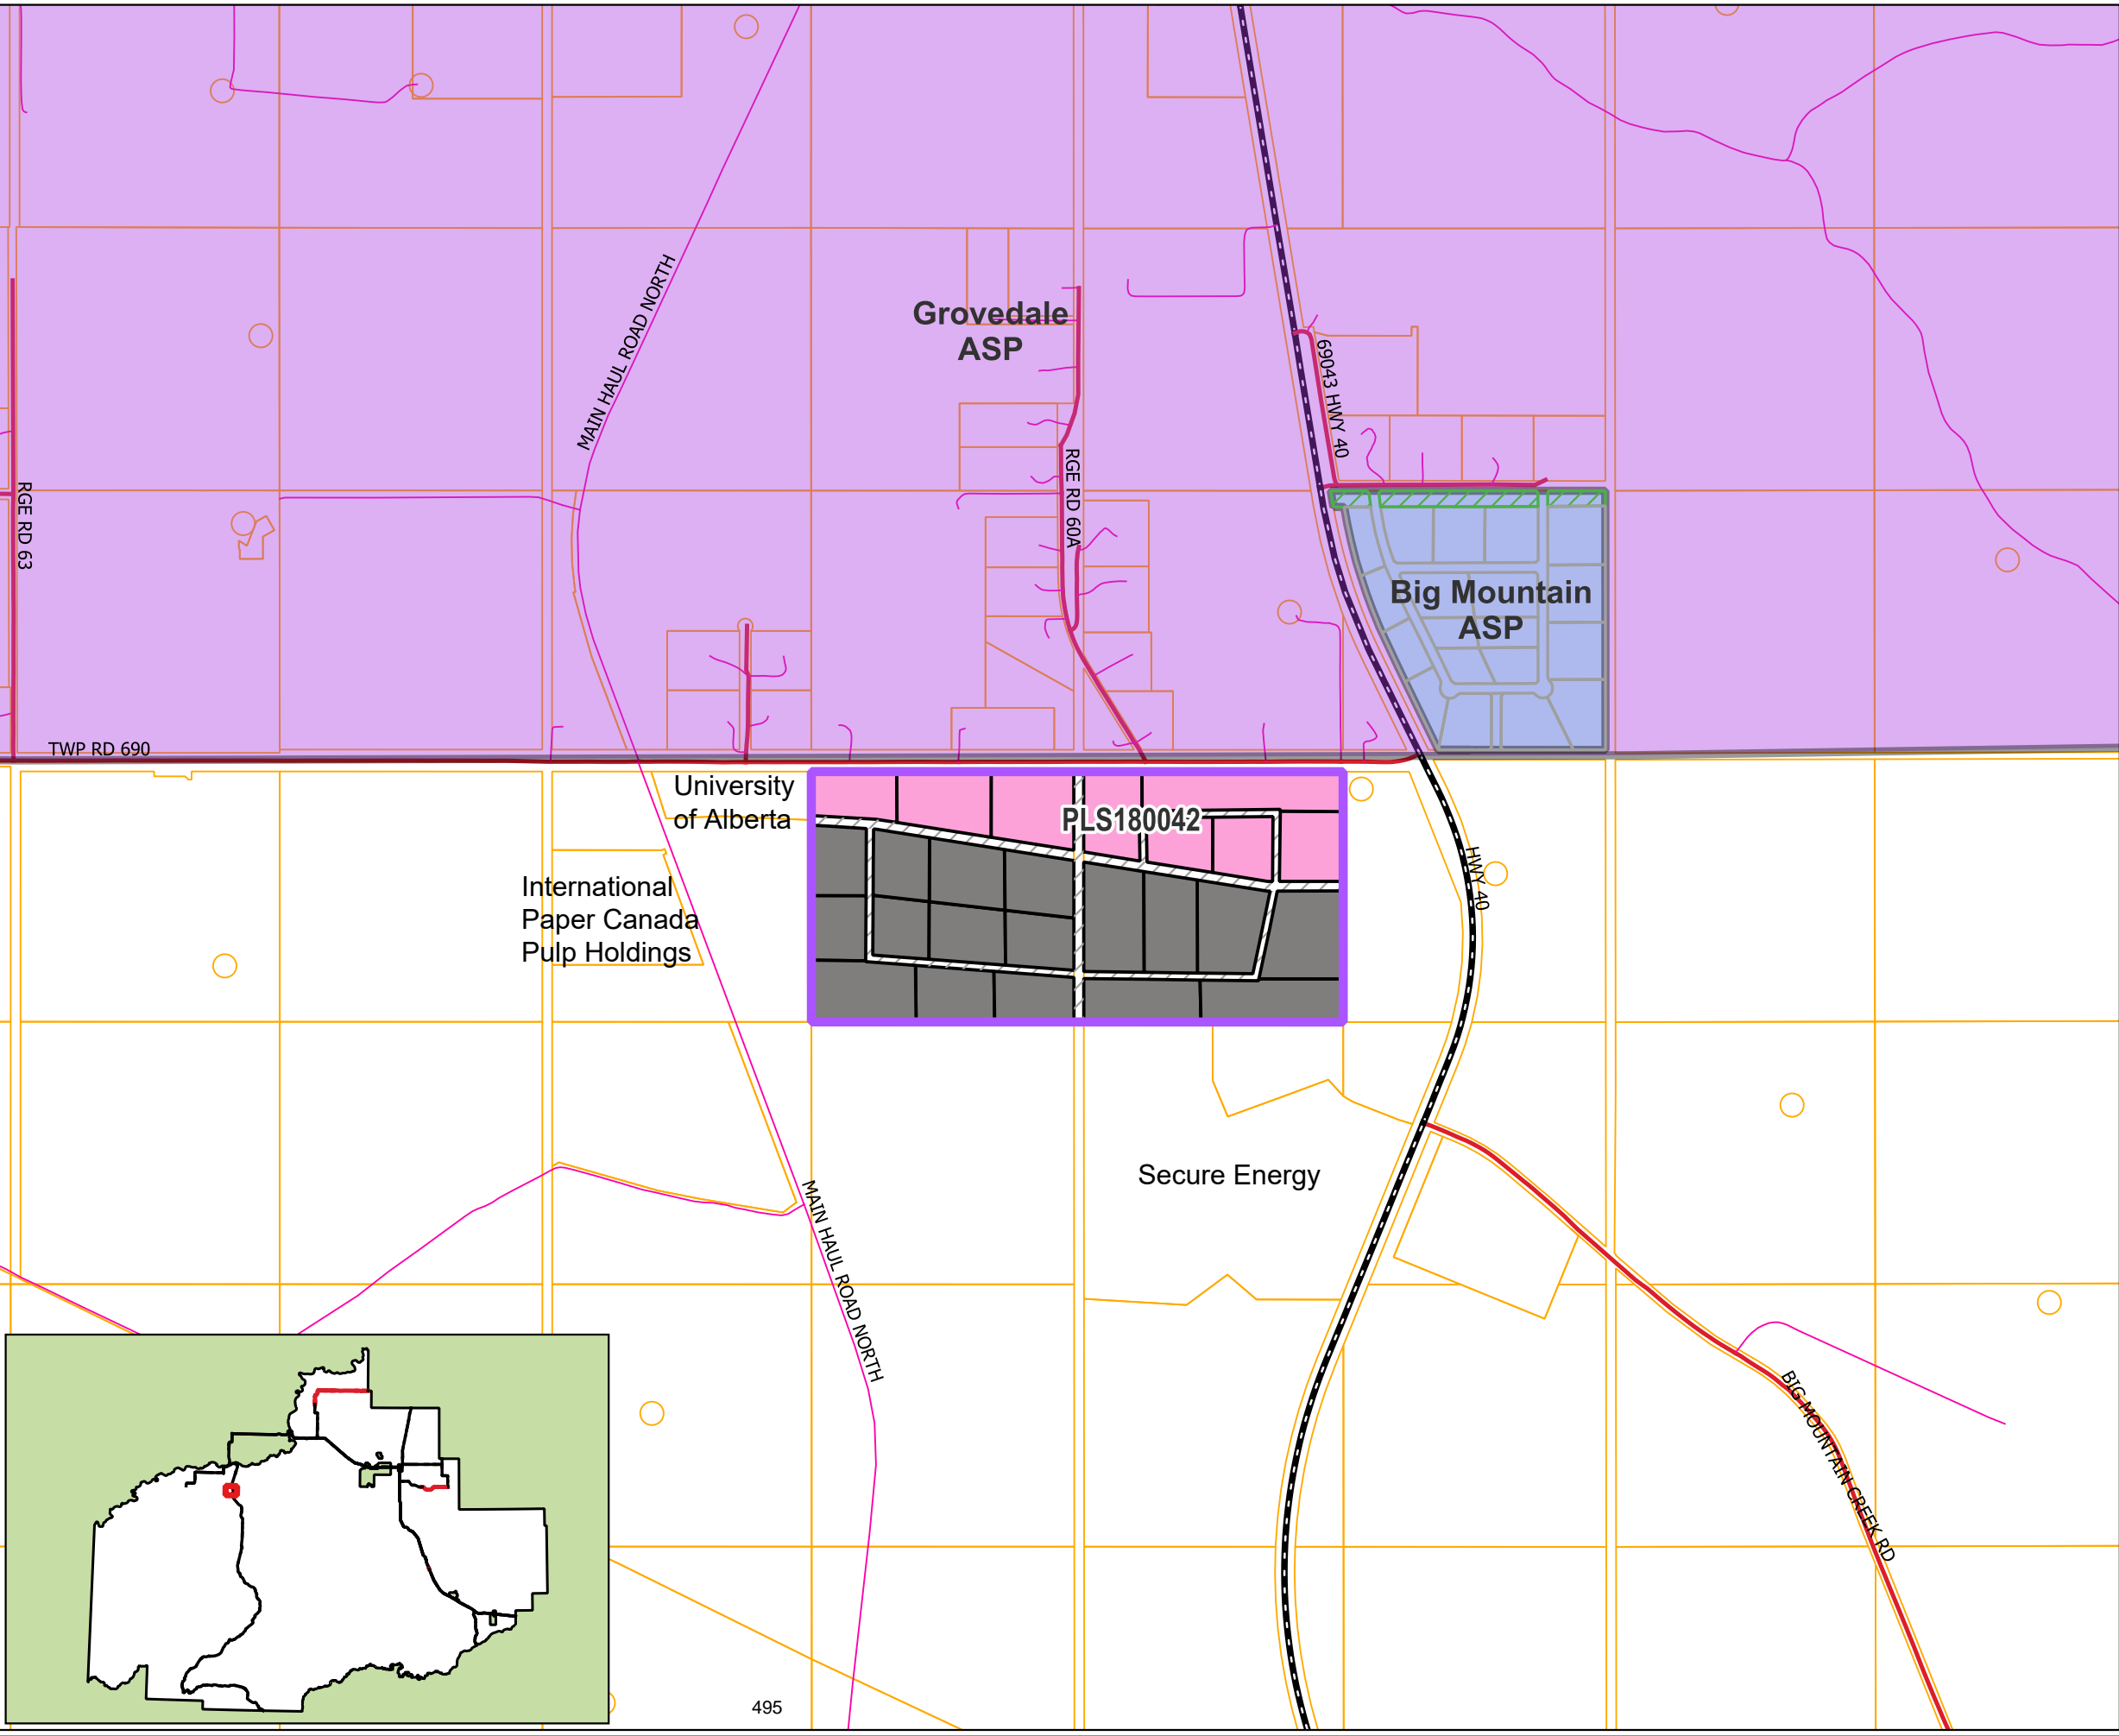 MAIN HAUL ROAD NORTH
Grovedale
ASP
69043 HWY 40
RGE RD 63
RGE RD 60A
Big Mountain
ASP
TWP RD 690
University
of Alberta
PLS180042
HWY 40
International
Paper Canada
Pulp Holdings
Secure Energy
MAIN HAUL ROAD NORTH
BIG MOUNTAIN CREEK RD
495